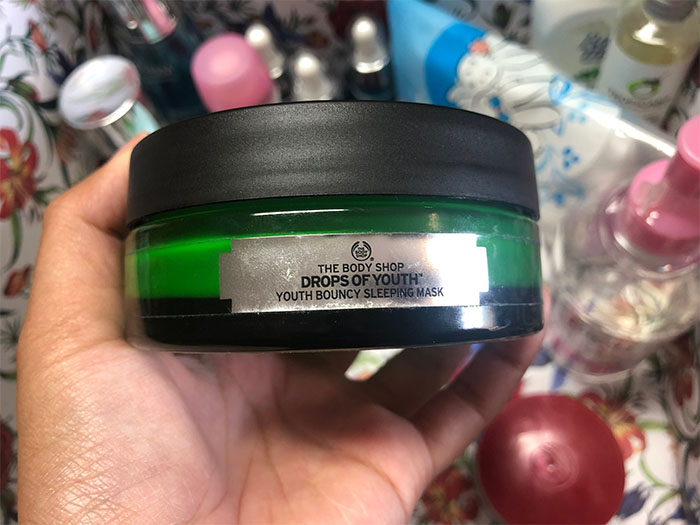 THE BODY SHOP
DROPS OF YOUTH™
YOUTH BOUNCY SLEEPING MASK